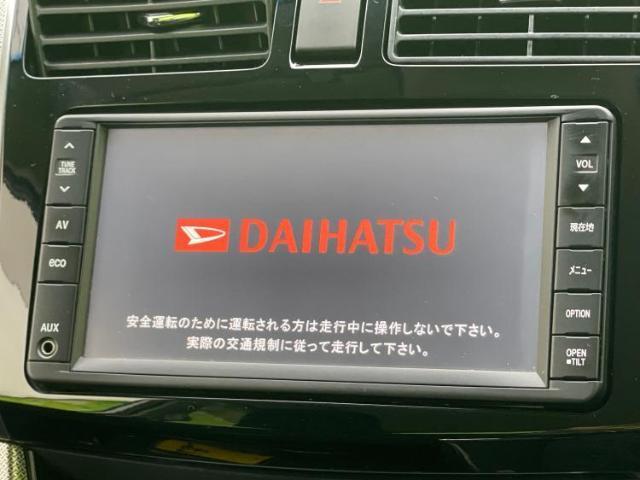 TUNE
TRACK
AV
eco
AUX
DAIHATSU
安全運転のために運転される方は走行中に操作しないで下さい。
実際の交通規制に従って走行して下さい。
VOL
現在地
メニュー
OPTION
OPEN
■TILT